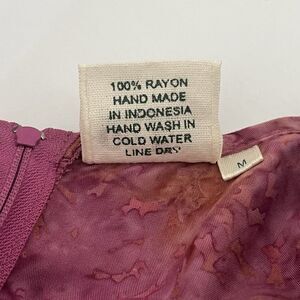 100% RAYON
HAND MADE
IN INDONESIA
HAND WASH IN
COLD WATER
LINE DRY
M